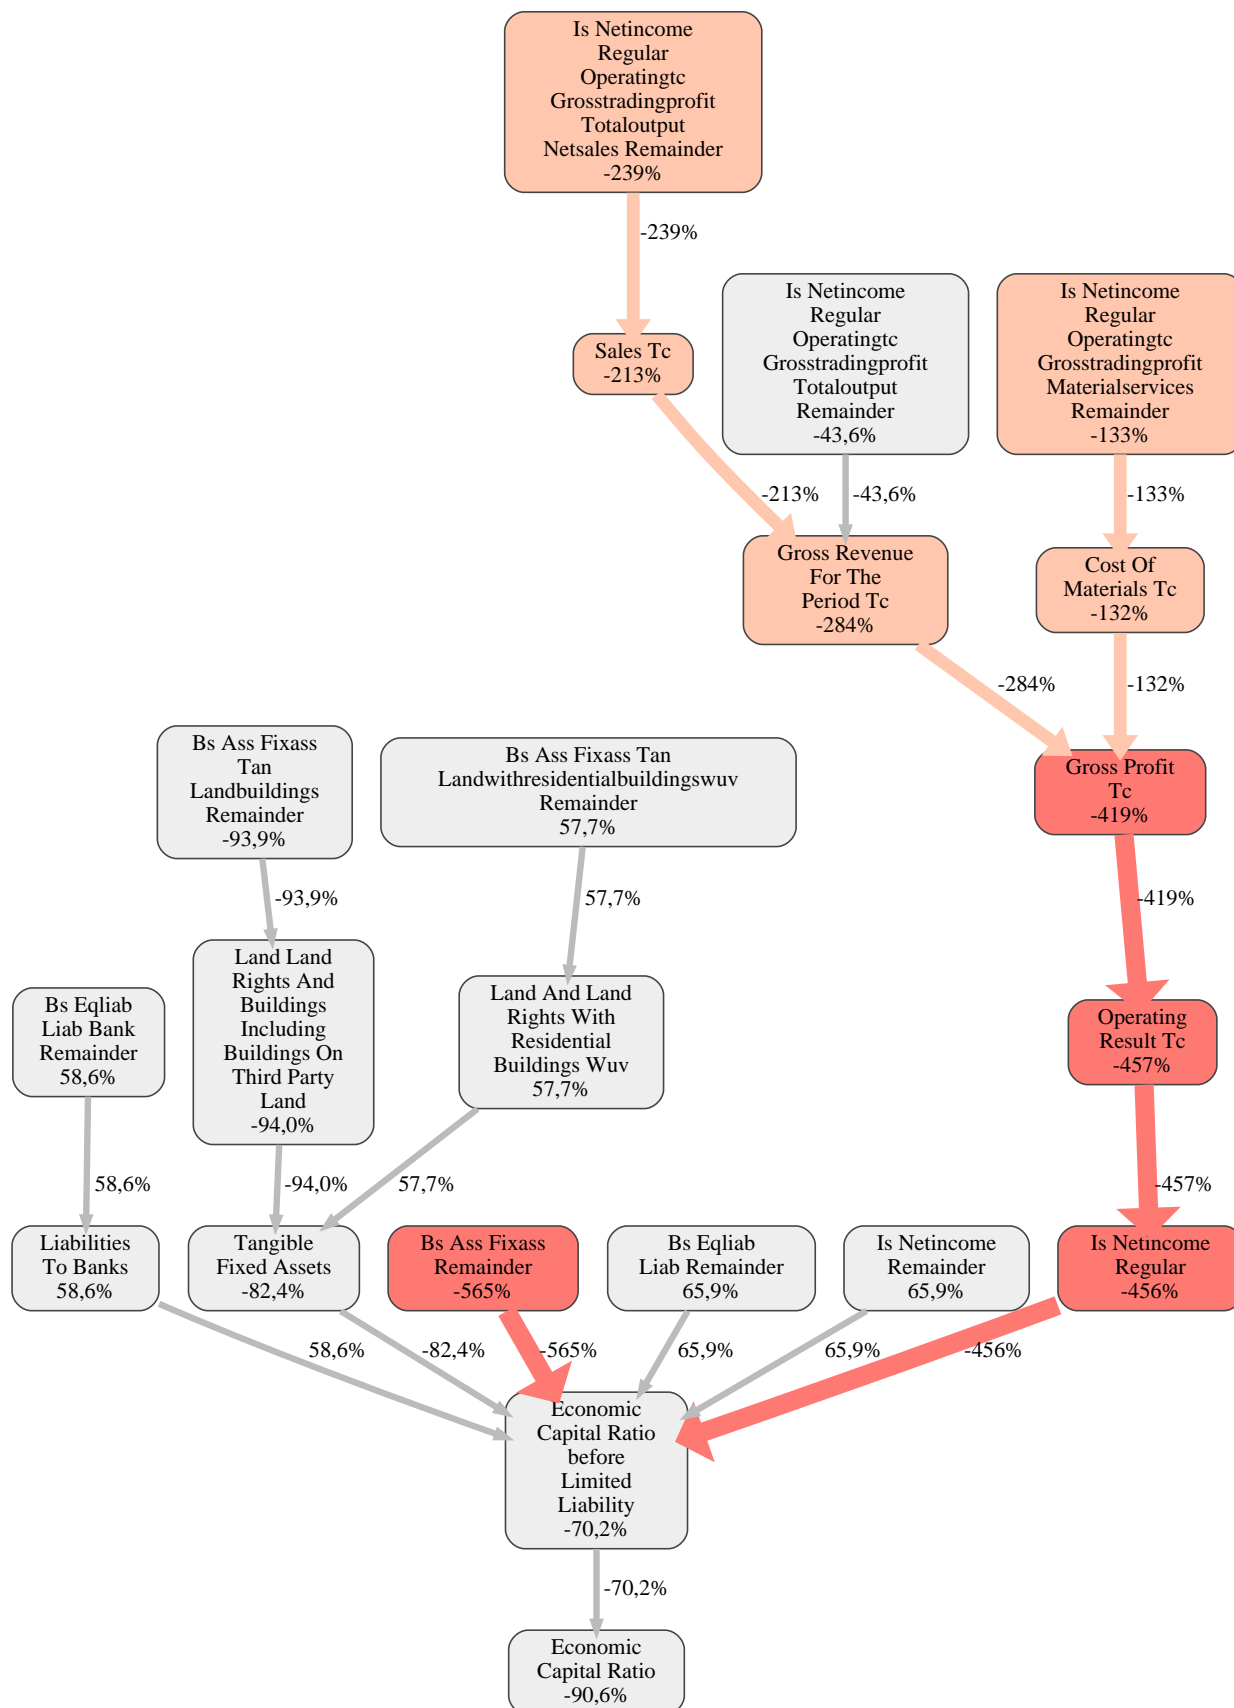 Is Netincome
Regular
Operatingtc
Grosstradingprofit
Totaloutput
Netsales Remainder
-239%
-239%
Is Netincome
Regular
Operatingtc
Grosstradingprofit
Totaloutput
Remainder
-43,6%
Is Netincome
Regular
Operatingtc
Grosstradingprofit
Materialservices
Remainder
-133%
Sales Tc
-213%
-213%
-43,6%
-133%
Gross Revenue
For The
Period Tc
-284%
Cost Of
Materials Tc
-132%
-284%
-132%
Bs Ass Fixass
Tan
Landbuildings
Remainder
-93,9%
Bs Ass Fixass Tan
Landwithresidentialbuildingswuv
Remainder
57,7%
Gross Profit
Tc
-419%
-93,9%
57,7%
-419%
Bs Eqliab
Liab Bank
Remainder
58,6%
Land Land
Rights And
Buildings
Including
Buildings On
Third Party
Land
-94,0%
Land And Land
Rights With
Residential
Buildings Wuv
57,7%
Operating
Result Tc
-457%
58,6%
-94,0%
57,7%
-457%
Liabilities
To Banks
58,6%
Tangible
Fixed Assets
-82,4%
Bs Ass Fixass
Remainder
-565%
Bs Eqliab
Liab Remainder
65,9%
Is Netincome
Remainder
65,9%
Is Netincome
Regular
-456%
58,6%
-82,4%
-565%
65,9%
65,9%
-456%
Economic
Capital Ratio
before
Limited
Liability
-70,2%
-70,2%
Economic
Capital Ratio
-90,6%